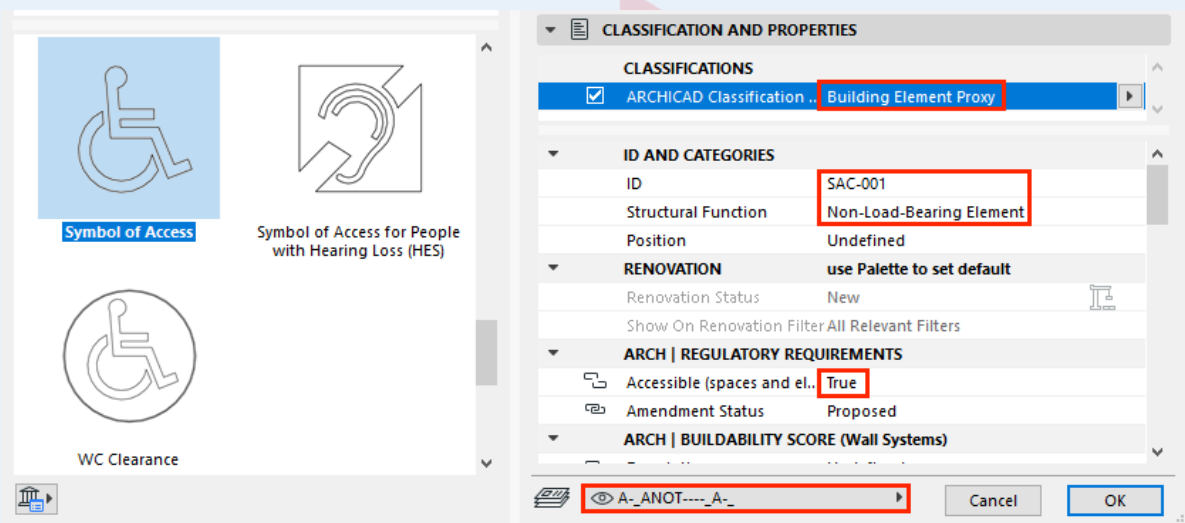 Symbol of Access
Symbol of Access for People
with Hearing Loss (HES)
WC Clearance
CLASSIFICATION AND PROPERTIES
CLASSIFICATIONS
ARCHICAD Classification .. Building Element Proxy
ID AND CATEGORIES
ID SAC-001
Structural Function Non-Load-Bearing Element
Position Undefined
RENOVATION use Palette to set default
Renovation Status New
Show On Renovation Filter All Relevant Filters
ARCH | REGULATORY REQUIREMENTS
Accessible (spaces and el.. True
Amendment Status Proposed
ARCH | BUILDABILITY SCORE (Wall Systems)
A-_ANOT----_A-_
Cancel OK